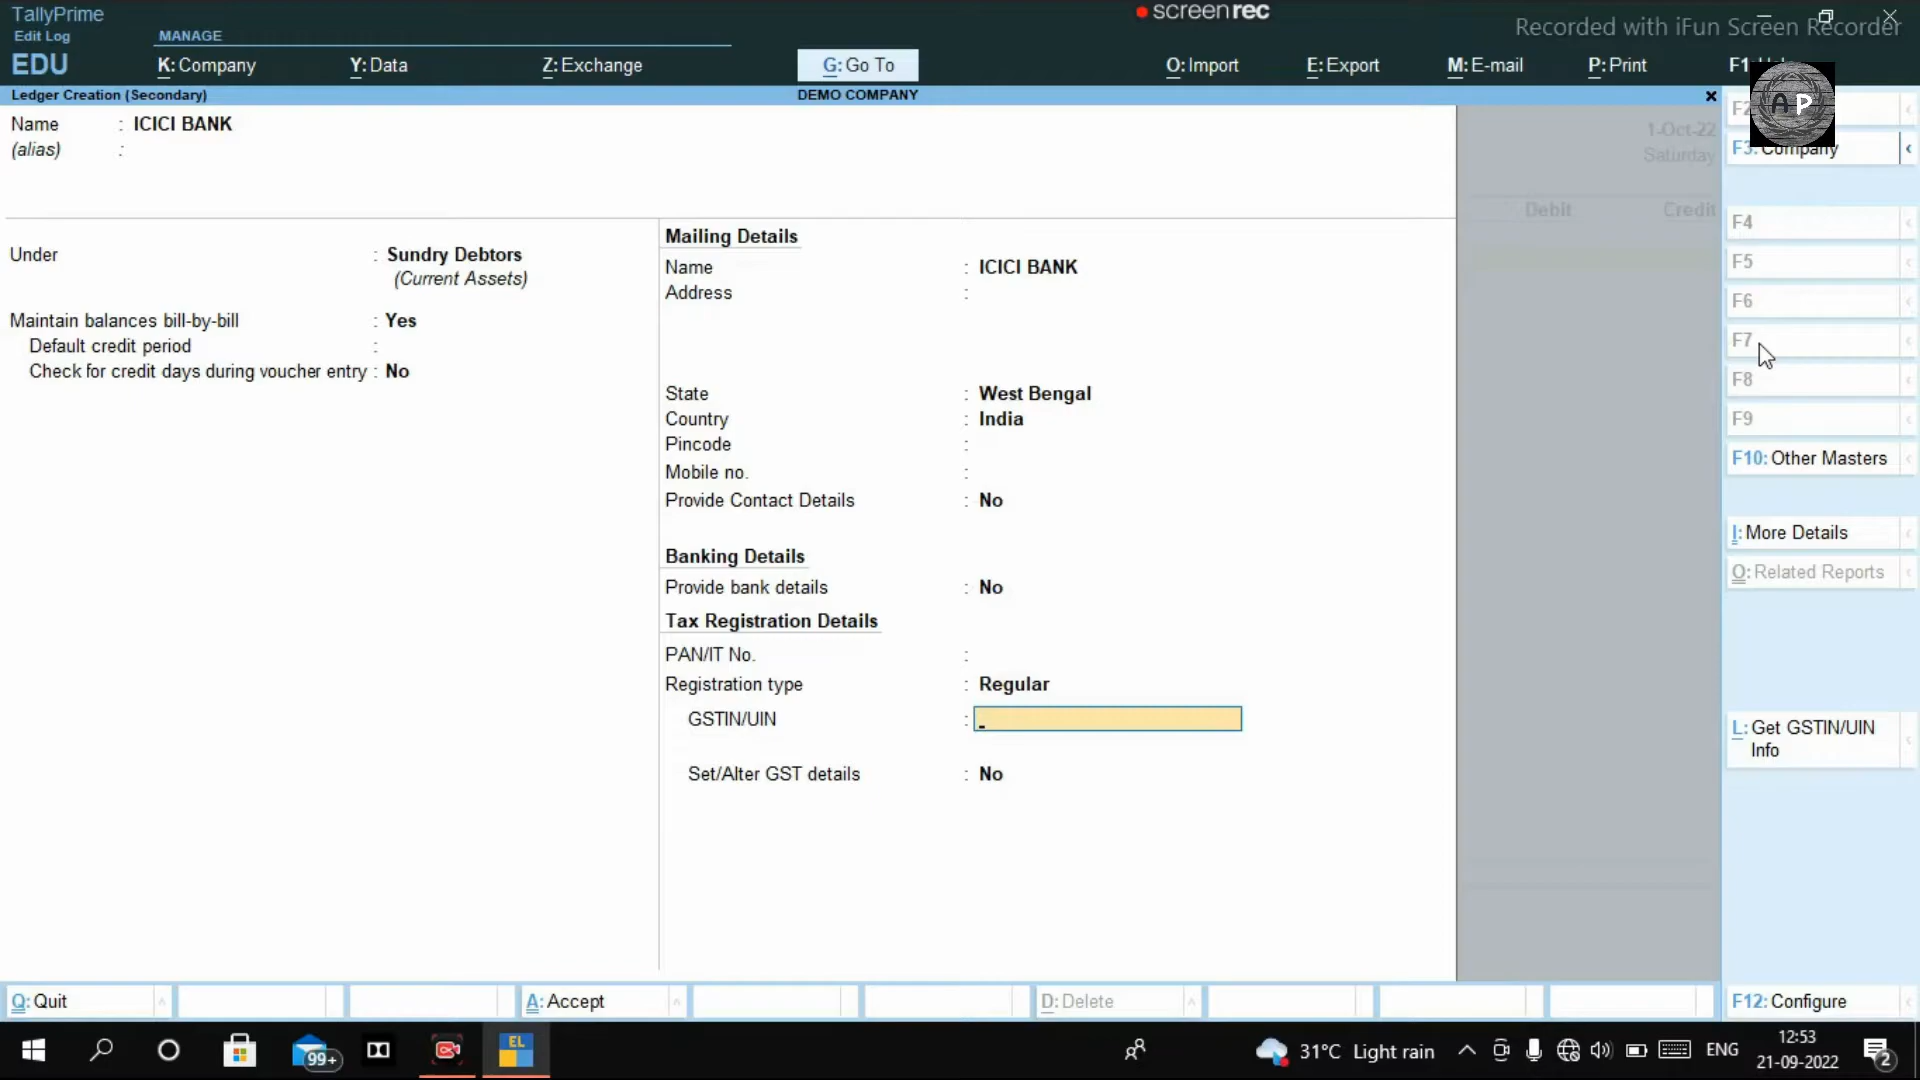 TallyPrime
Edit Log
EDU
MANAGE
K: Company
Y: Data
Z: Exchange
G: Go To
O: Import
E: Export
M: E-mail
P: Print
screenrec
Recorded with iFun Screen Recorder
AP
Ledger Creation (Secondary)
DEMO COMPANY
Name : ICICI BANK
(alias) :
Under : Sundry Debtors
(Current Assets)
Maintain balances bill-by-bill : Yes
Default credit period :
Check for credit days during voucher entry : No
Mailing Details
Name : ICICI BANK
Address :
State : West Bengal
Country : India
Pincode :
Mobile no. :
Provide Contact Details : No
Banking Details
Provide bank details : No
Tax Registration Details
PAN/IT No. :
Registration type : Regular
GSTIN/UIN :
Set/Alter GST details : No
1-Oct-22
Saturday
Debit Credit
F3: Company
F4
F5
F6
F7
F8
F9
F10: Other Masters
I: More Details
O: Related Reports
L: Get GSTIN/UIN
Info
F12: Configure
Q: Quit
A: Accept
D: Delete
99+
EL
31°C Light rain
ENG
12:53
21-09-2022
2